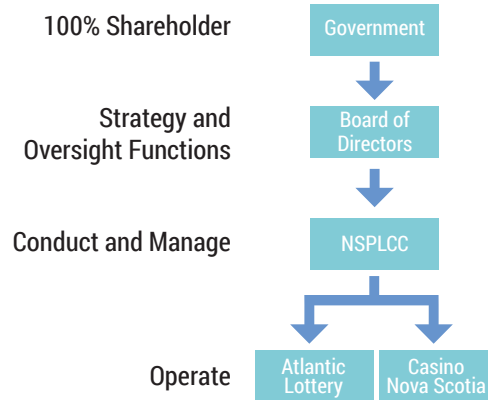 100% Shareholder
Government
Strategy and
Oversight Functions
Board of
Directors
Conduct and Manage
NSPLCC
Operate
Atlantic
Lottery
Casino
Nova Scotia